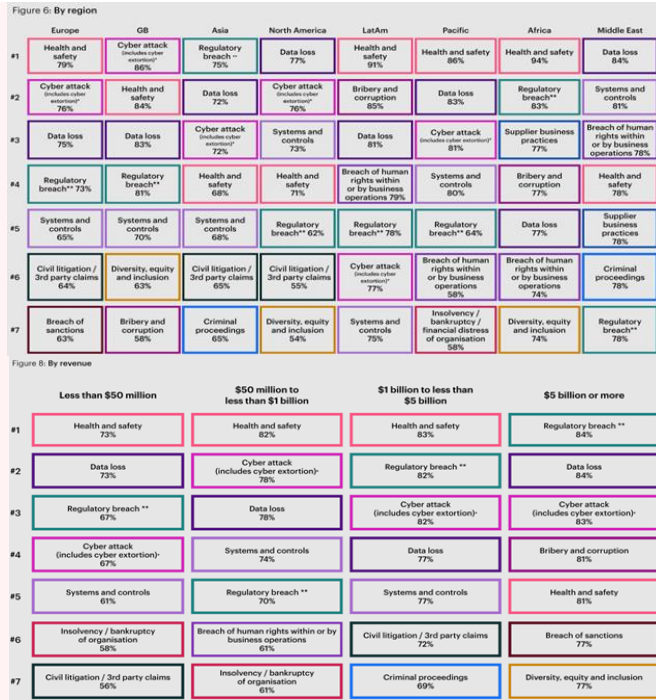 Figure 6: By region
Europe GB Asia North America LatAm Pacific Africa Middle East
#1
Health and
safety
79%
Cyber attack
(includes cyber
extortion)*
86%
Regulatory
breach **
75%
Data loss
77%
Health and
safety
91%
Health and safety
86%
Health and safety
94%
Data loss
84%
#2
Cyber attack
(includes cyber
extortion)*
76%
Health and
safety
84%
Data loss
72%
Cyber attack
(includes cyber
extortion)*
76%
Bribery and
corruption
85%
Data loss
83%
Regulatory
breach**
83%
Systems and
controls
81%
#3
Data loss
75%
Data loss
83%
Cyber attack
(includes cyber
extortion)*
72%
Systems and
controls
73%
Data loss
81%
Cyber attack
(includes cyber extortion)*
81%
Supplier business
practices
77%
Breach of human
rights within
or by business
operations 78%
#4
Regulatory
breach** 73%
Regulatory
breach**
81%
Health and
safety
68%
Health and
safety
71%
Breach of human
rights within
or by business
operations 79%
Systems and
controls
80%
Bribery and
corruption
77%
Health and
safety
78%
#5
Systems and
controls
65%
Systems and
controls
70%
Systems and
controls
68%
Regulatory
breach** 62%
Regulatory
breach** 78%
Regulatory
breach** 64%
Data loss
77%
Supplier
business
practices
78%
#6
Civil litigation /
3rd party claims
64%
Diversity, equity
and inclusion
63%
Civil litigation /
3rd party claims
65%
Civil litigation /
3rd party claims
55%
Cyber attack
(includes cyber
extortion)*
77%
Breach of human
rights within
or by business
operations
58%
Breach of human
rights within
or by business
operations
74%
Criminal
proceedings
78%
#7
Breach of
sanctions
63%
Bribery and
corruption
58%
Criminal
proceedings
65%
Diversity, equity
and inclusion
54%
Systems and
controls
75%
Insolvency /
bankruptcy /
financial distress
of organisation
58%
Diversity, equity
and inclusion
74%
Regulatory
breach**
78%
Figure 8: By revenue
Less than $50 million
$50 million to
less than $1 billion
$1 billion to less than
$5 billion
$5 billion or more
#1
Health and safety
73%
Health and safety
82%
Health and safety
83%
Regulatory breach **
84%
#2
Data loss
73%
Cyber attack
(includes cyber extortion)*
78%
Regulatory breach **
82%
Data loss
84%
#3
Regulatory breach **
67%
Data loss
78%
Cyber attack
(includes cyber extortion)*
82%
Cyber attack
(includes cyber extortion)*
83%
#4
Cyber attack
(includes cyber extortion)*
67%
Systems and controls
74%
Data loss
77%
Bribery and corruption
81%
#5
Systems and controls
61%
Regulatory breach **
70%
Systems and controls
77%
Health and safety
81%
#6
Insolvency / bankruptcy
of organisation
58%
Breach of human rights within or by
business operations
61%
Civil litigation / 3rd party claims
72%
Breach of sanctions
77%
#7
Civil litigation / 3rd party claims
56%
Insolvency / bankruptcy
of organisation
61%
Criminal proceedings
69%
Diversity, equity and inclusion
77%